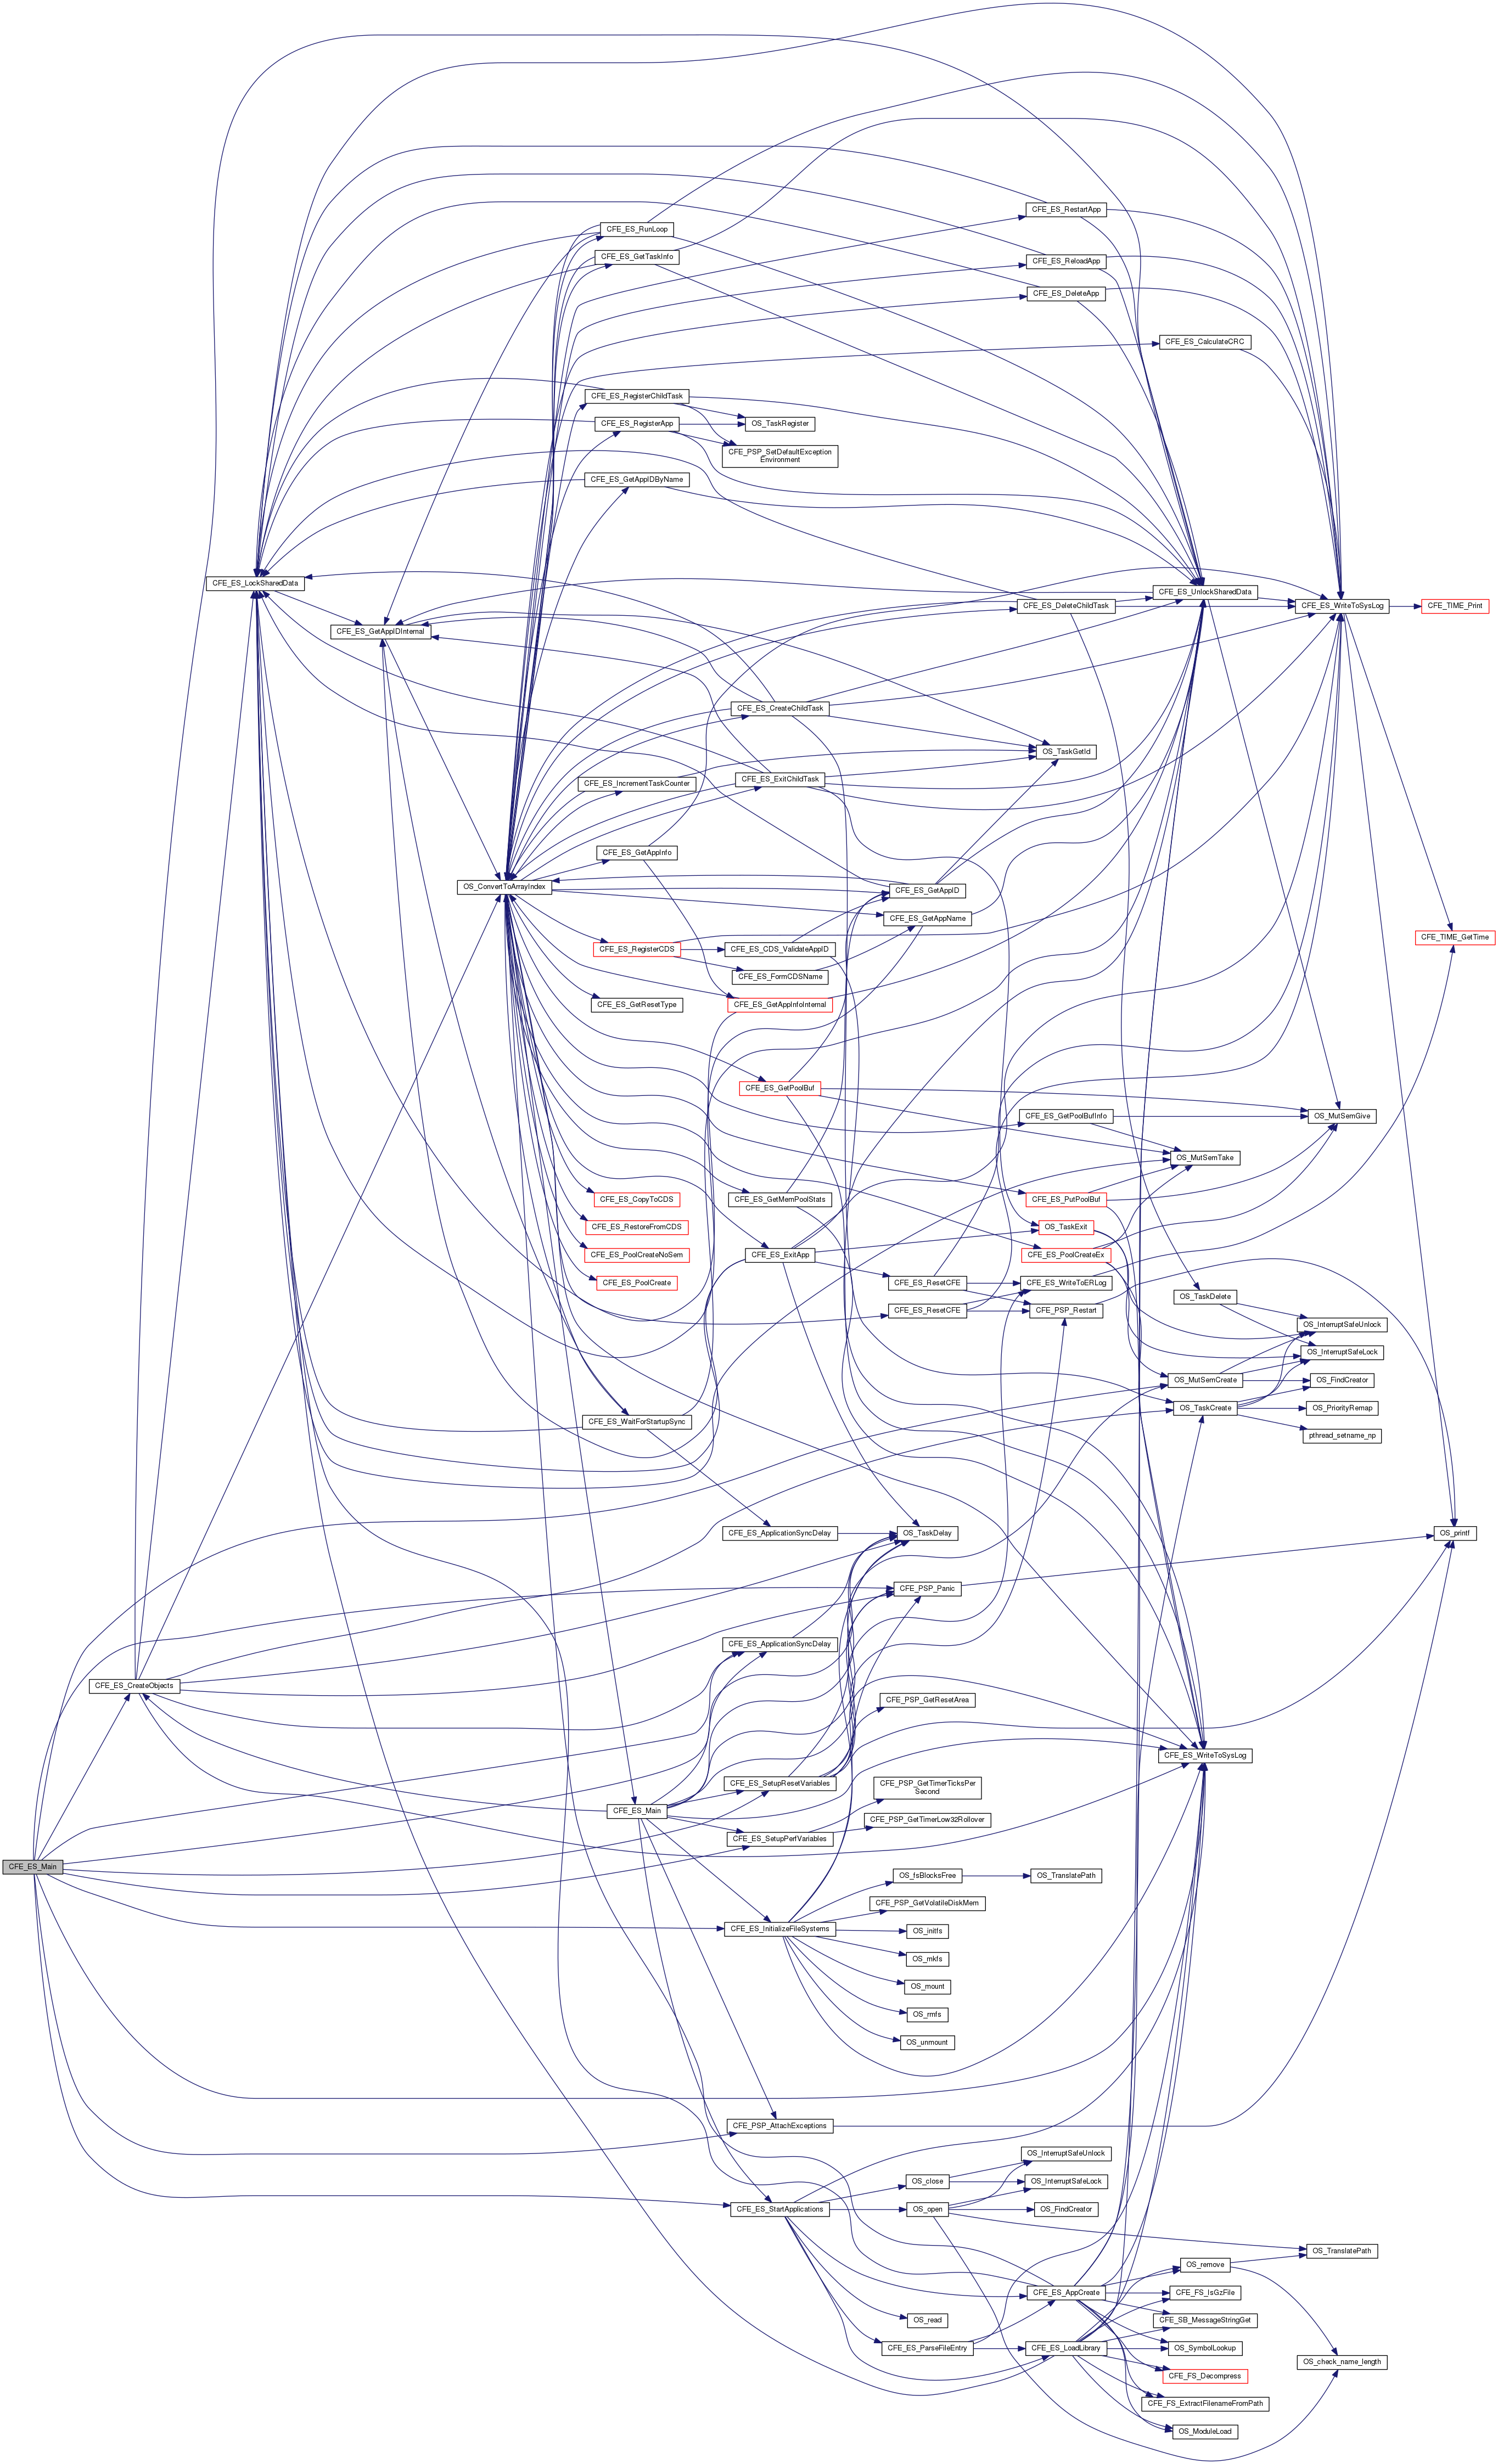 CFE_ES_RestartApp
CFE_ES_RunLoop
CFE_ES_GetTaskInfo
CFE_ES_ReloadApp
CFE_ES_DeleteApp
CFE_ES_CalculateCRC
CFE_ES_RegisterChildTask
CFE_ES_RegisterApp
OS_TaskRegister
CFE_PSP_SetDefaultException
Environment
CFE_ES_GetAppIDByName
CFE_ES_LockSharedData
CFE_ES_UnlockSharedData
CFE_ES_DeleteChildTask
CFE_ES_WriteToSysLog
CFE_TIME_Print
CFE_ES_GetAppIDInternal
CFE_ES_CreateChildTask
OS_TaskGetId
CFE_ES_ExitChildTask
CFE_ES_IncrementTaskCounter
CFE_ES_GetAppInfo
OS_ConvertToArrayIndex
CFE_ES_GetAppID
CFE_ES_GetAppName
CFE_TIME_GetTime
CFE_ES_RegisterCDS
CFE_ES_CDS_ValidateAppID
CFE_ES_FormCDSName
CFE_ES_GetResetType
CFE_ES_GetAppInfoInternal
CFE_ES_GetPoolBuf
CFE_ES_GetPoolBufInfo
OS_MutSemGive
OS_MutSemTake
CFE_ES_CopyToCDS
CFE_ES_GetMemPoolStats
CFE_ES_PutPoolBuf
CFE_ES_RestoreFromCDS
OS_TaskExit
CFE_ES_PoolCreateNoSem
CFE_ES_ExitApp
CFE_ES_PoolCreateEx
CFE_ES_PoolCreate
CFE_ES_ResetCFE
CFE_ES_WriteToERLog
OS_TaskDelete
CFE_ES_ResetCFE
CFE_PSP_Restart
OS_InterruptSafeUnlock
OS_InterruptSafeLock
OS_MutSemCreate
OS_FindCreator
OS_TaskCreate
OS_PriorityRemap
CFE_ES_WaitForStartupSync
pthread_setname_np
CFE_ES_ApplicationSyncDelay
OS_TaskDelay
OS_printf
CFE_PSP_Panic
CFE_ES_ApplicationSyncDelay
CFE_ES_CreateObjects
CFE_PSP_GetResetArea
CFE_ES_WriteToSysLog
CFE_ES_SetupResetVariables
CFE_PSP_GetTimerTicksPer
Second
CFE_ES_Main
CFE_PSP_GetTimerLow32Rollover
CFE_ES_SetupPerfVariables
CFE_ES_Main
OS_fsBlocksFree
OS_TranslatePath
CFE_PSP_GetVolatileDiskMem
CFE_ES_InitializeFileSystems
OS_initfs
OS_mkfs
OS_mount
OS_rmfs
OS_unmount
CFE_PSP_AttachExceptions
OS_InterruptSafeUnlock
OS_close
OS_InterruptSafeLock
CFE_ES_StartApplications
OS_open
OS_FindCreator
OS_TranslatePath
OS_remove
CFE_ES_AppCreate
CFE_FS_IsGzFile
OS_read
CFE_SB_MessageStringGet
CFE_ES_ParseFileEntry
CFE_ES_LoadLibrary
OS_SymbolLookup
OS_check_name_length
CFE_FS_Decompress
CFE_FS_ExtractFilenameFromPath
OS_ModuleLoad